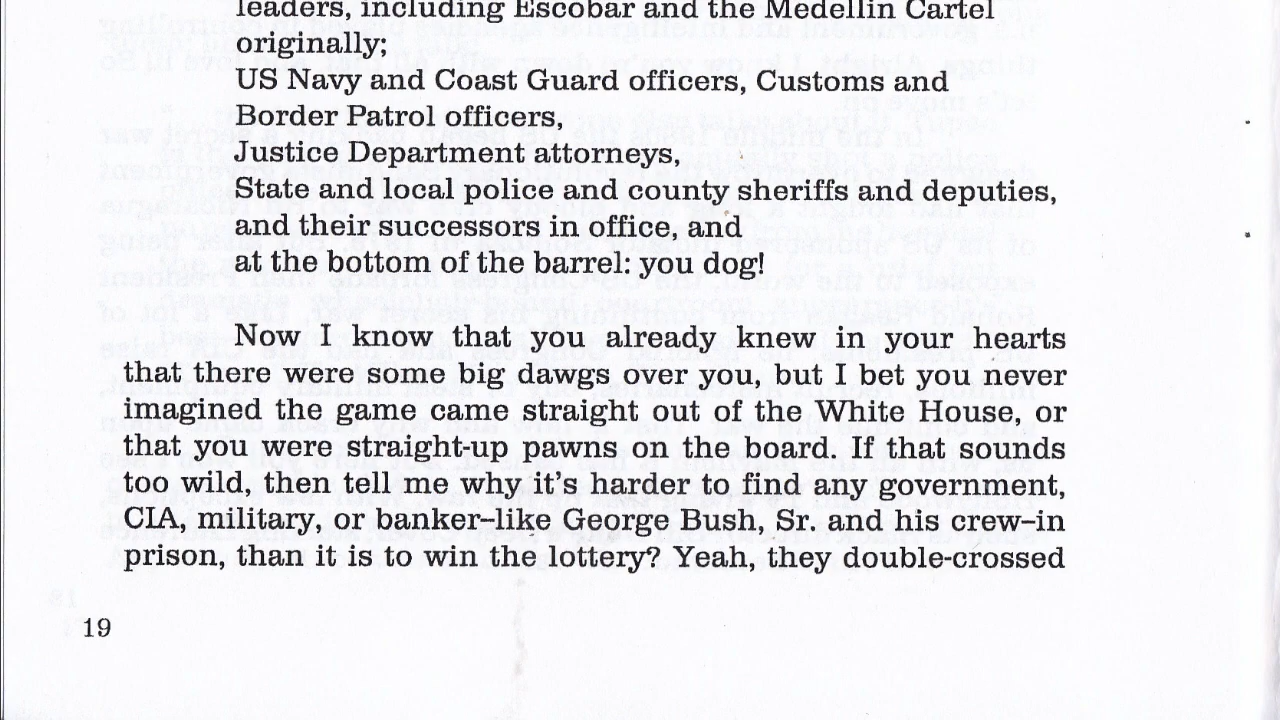 leaders, including Escobar and the Medellin Cartel
originally;
US Navy and Coast Guard officers, Customs and
Border Patrol officers,
Justice Department attorneys,
State and local police and county sheriffs and deputies,
and their successors in office, and
at the bottom of the barrel: you dog!
Now I know that you already knew in your hearts
that there were some big dawgs over you, but I bet you never
imagined the game came straight out of the White House, or
that you were straight-up pawns on the board. If that sounds
too wild, then tell me why it's harder to find any government,
CIA, military, or banker–like George Bush, Sr. and his crew–in
prison, than it is to win the lottery? Yeah, they double-crossed
19